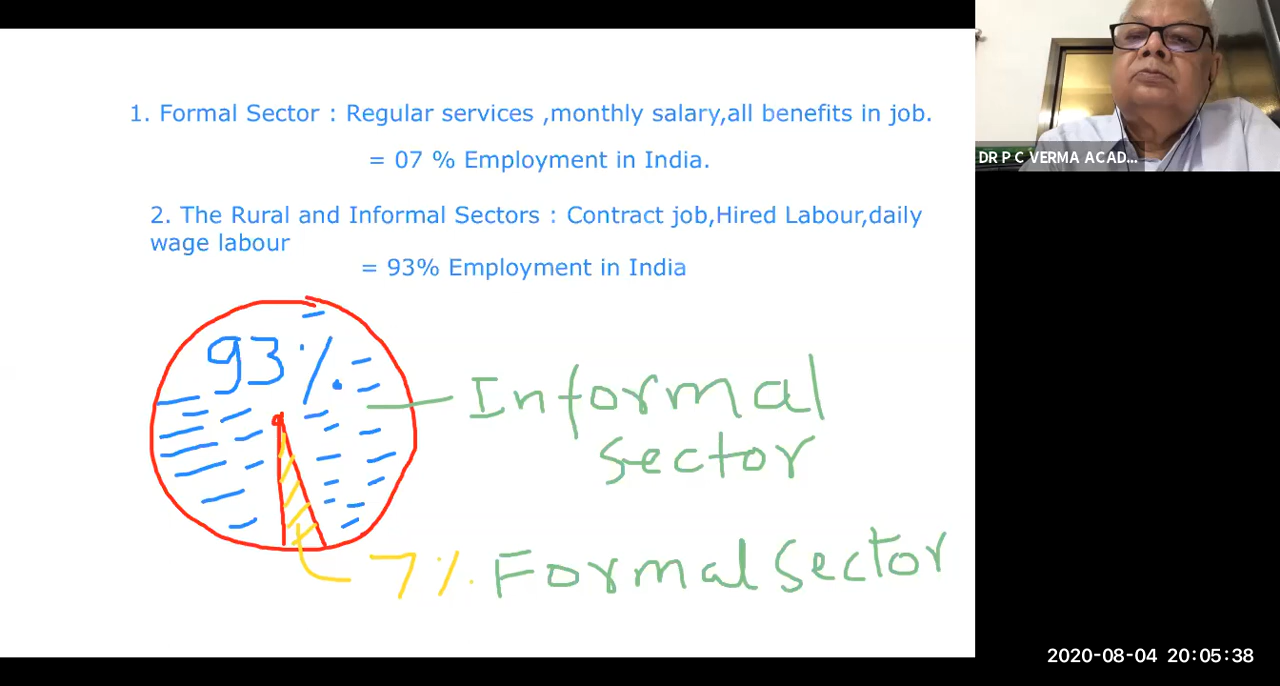 1. Formal Sector : Regular services ,monthly salary,all benefits in job.
= 07 % Employment in India.
2. The Rural and Informal Sectors : Contract job,Hired Labour,daily
wage labour
= 93% Employment in India
93%.
Informal
sector
7%. Formal Sector
DR P C VERMA ACAD...
2020-08-04 20:05:38